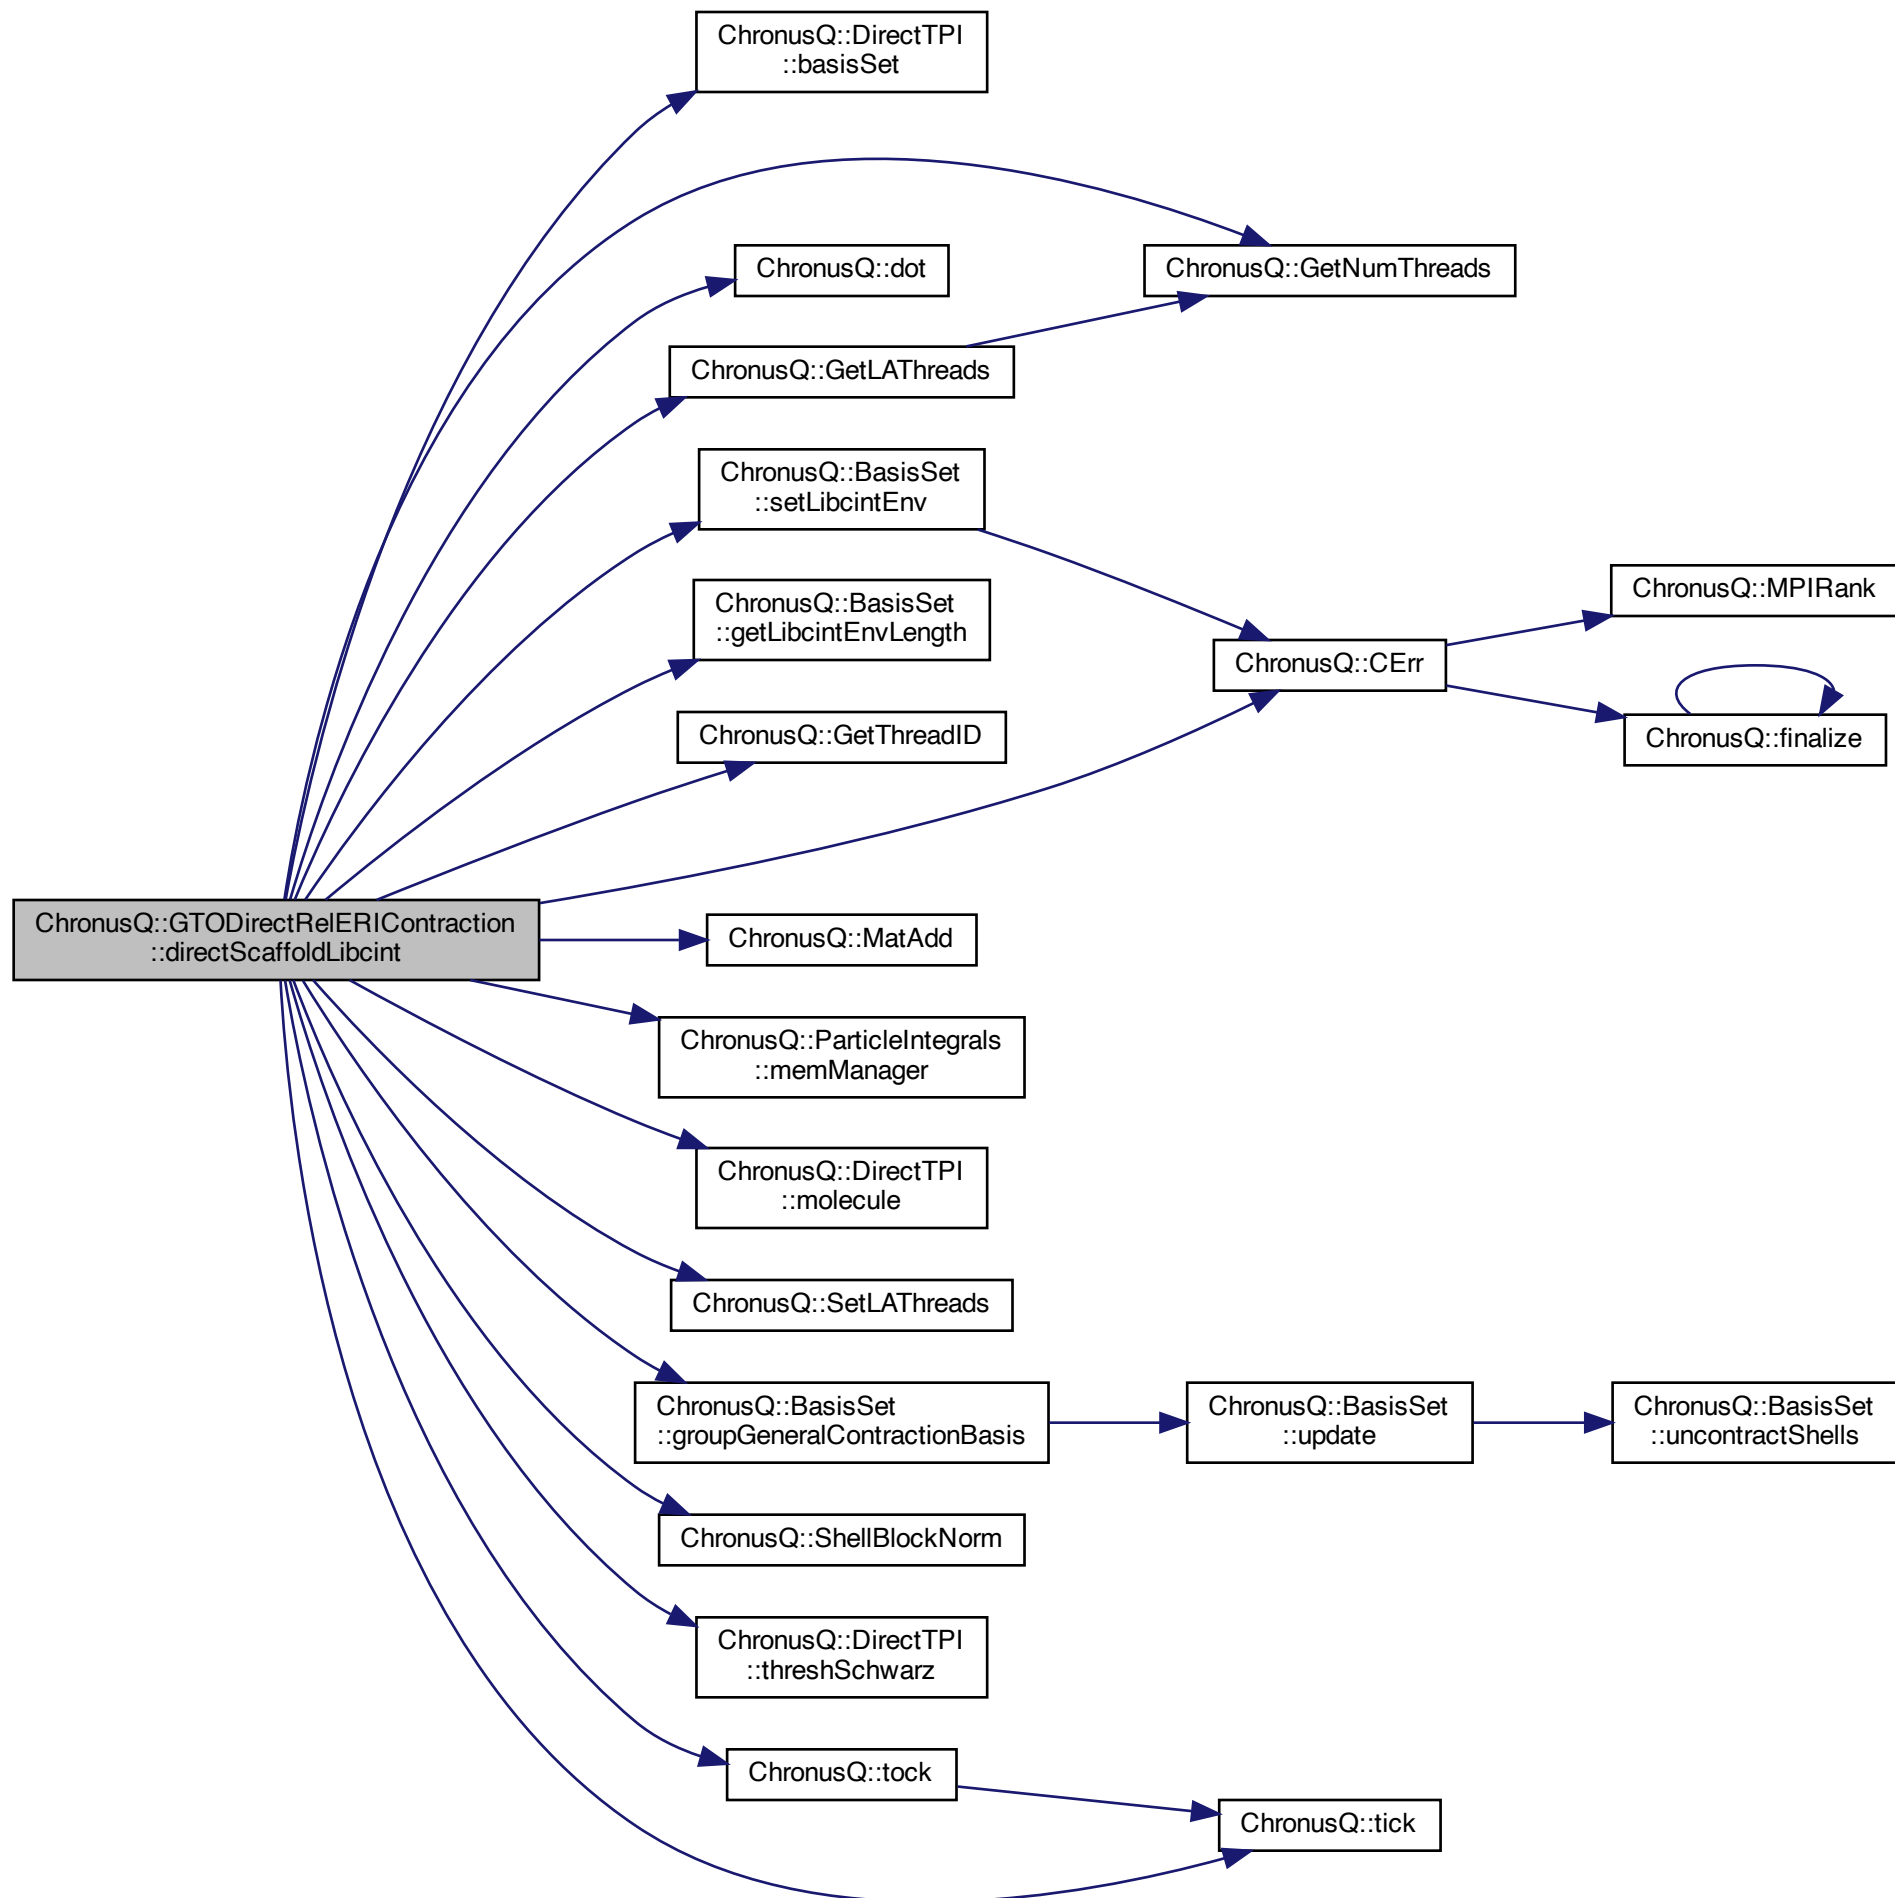 ChronusQ::DirectTPI
::basisSet
ChronusQ::dot
ChronusQ::GetNumThreads
ChronusQ::GetLAThreads
ChronusQ::BasisSet
::setLibcintEnv
ChronusQ::BasisSet
::getLibcintEnvLength
ChronusQ::MPIRank
ChronusQ::CErr
ChronusQ::GetThreadID
ChronusQ::finalize
ChronusQ::GTODirectRelERIContraction
::directScaffoldLibcint
ChronusQ::MatAdd
ChronusQ::ParticleIntegrals
::memManager
ChronusQ::DirectTPI
::molecule
ChronusQ::SetLAThreads
ChronusQ::BasisSet
::groupGeneralContractionBasis
ChronusQ::BasisSet
::update
ChronusQ::BasisSet
::uncontractShells
ChronusQ::ShellBlockNorm
ChronusQ::DirectTPI
::threshSchwarz
ChronusQ::tock
ChronusQ::tick